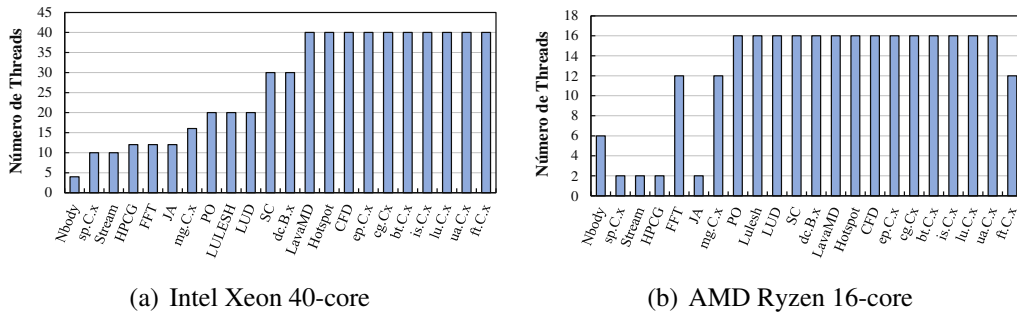 Número de Threads
45
40
35
30
25
20
15
10
5
0
Nbody
sp.C.x
Stream
HPCG
FFT
JA
mg.C.x
PO
LULESH
LUD
SC
dc.B.x
LavaMD
Hotspot
CFD
ep.C.x
cg.C.x
bt.C.x
is.C.x
lu.C.x
ua.C.x
ft.C.x
(a) Intel Xeon 40-core
Número de Threads
18
16
14
12
10
8
6
4
2
0
Nbody
sp.C.x
Stream
HPCG
FFT
JA
mg.C.x
PO
Lulesh
LUD
SC
dc.B.x
LavaMD
Hotspot
CFD
ep.C.x
cg.C.x
bt.C.x
is.C.x
lu.C.x
ua.C.x
ft.C.x
(b) AMD Ryzen 16-core